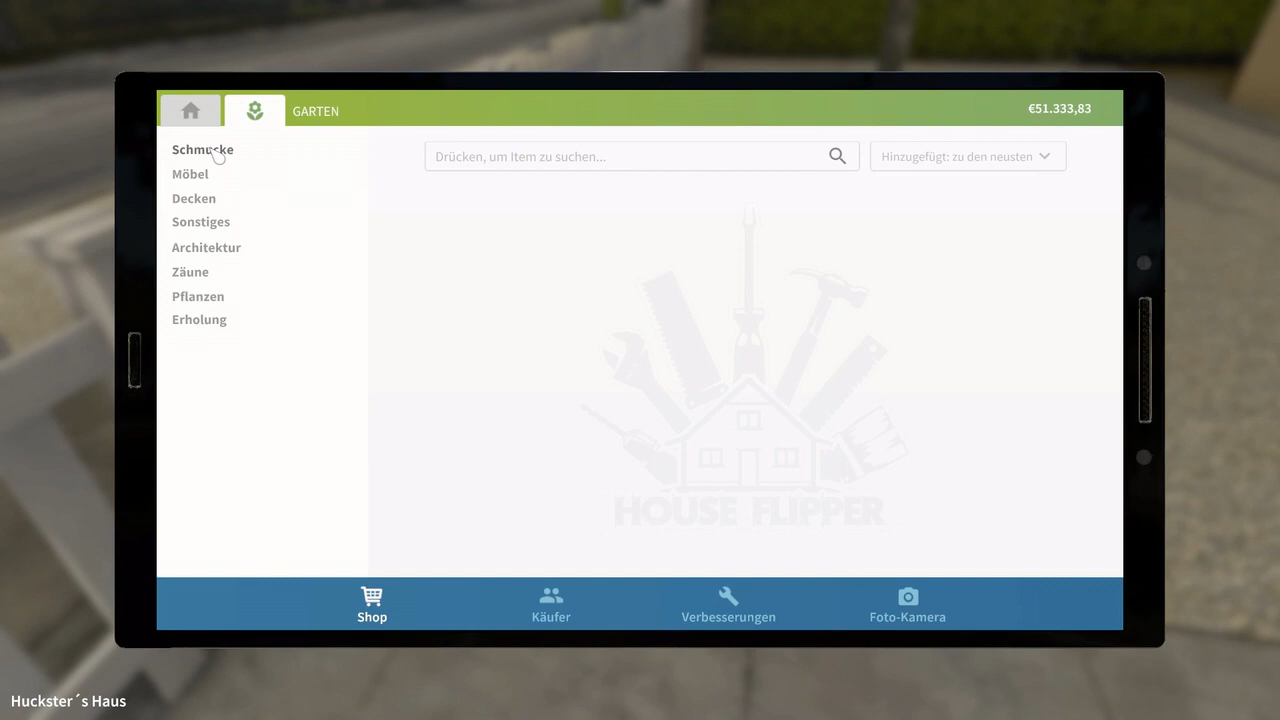 GARTEN
€51.333,83
Schmucke
Drücken, um Item zu suchen...
Hinzugefügt: zu den neusten
Möbel
Decken
Sonstiges
Architektur
Zäune
Pflanzen
Erholung
HOUSE FLIPPER
Shop
Käufer
Verbesserungen
Foto-Kamera
Huckster´s Haus